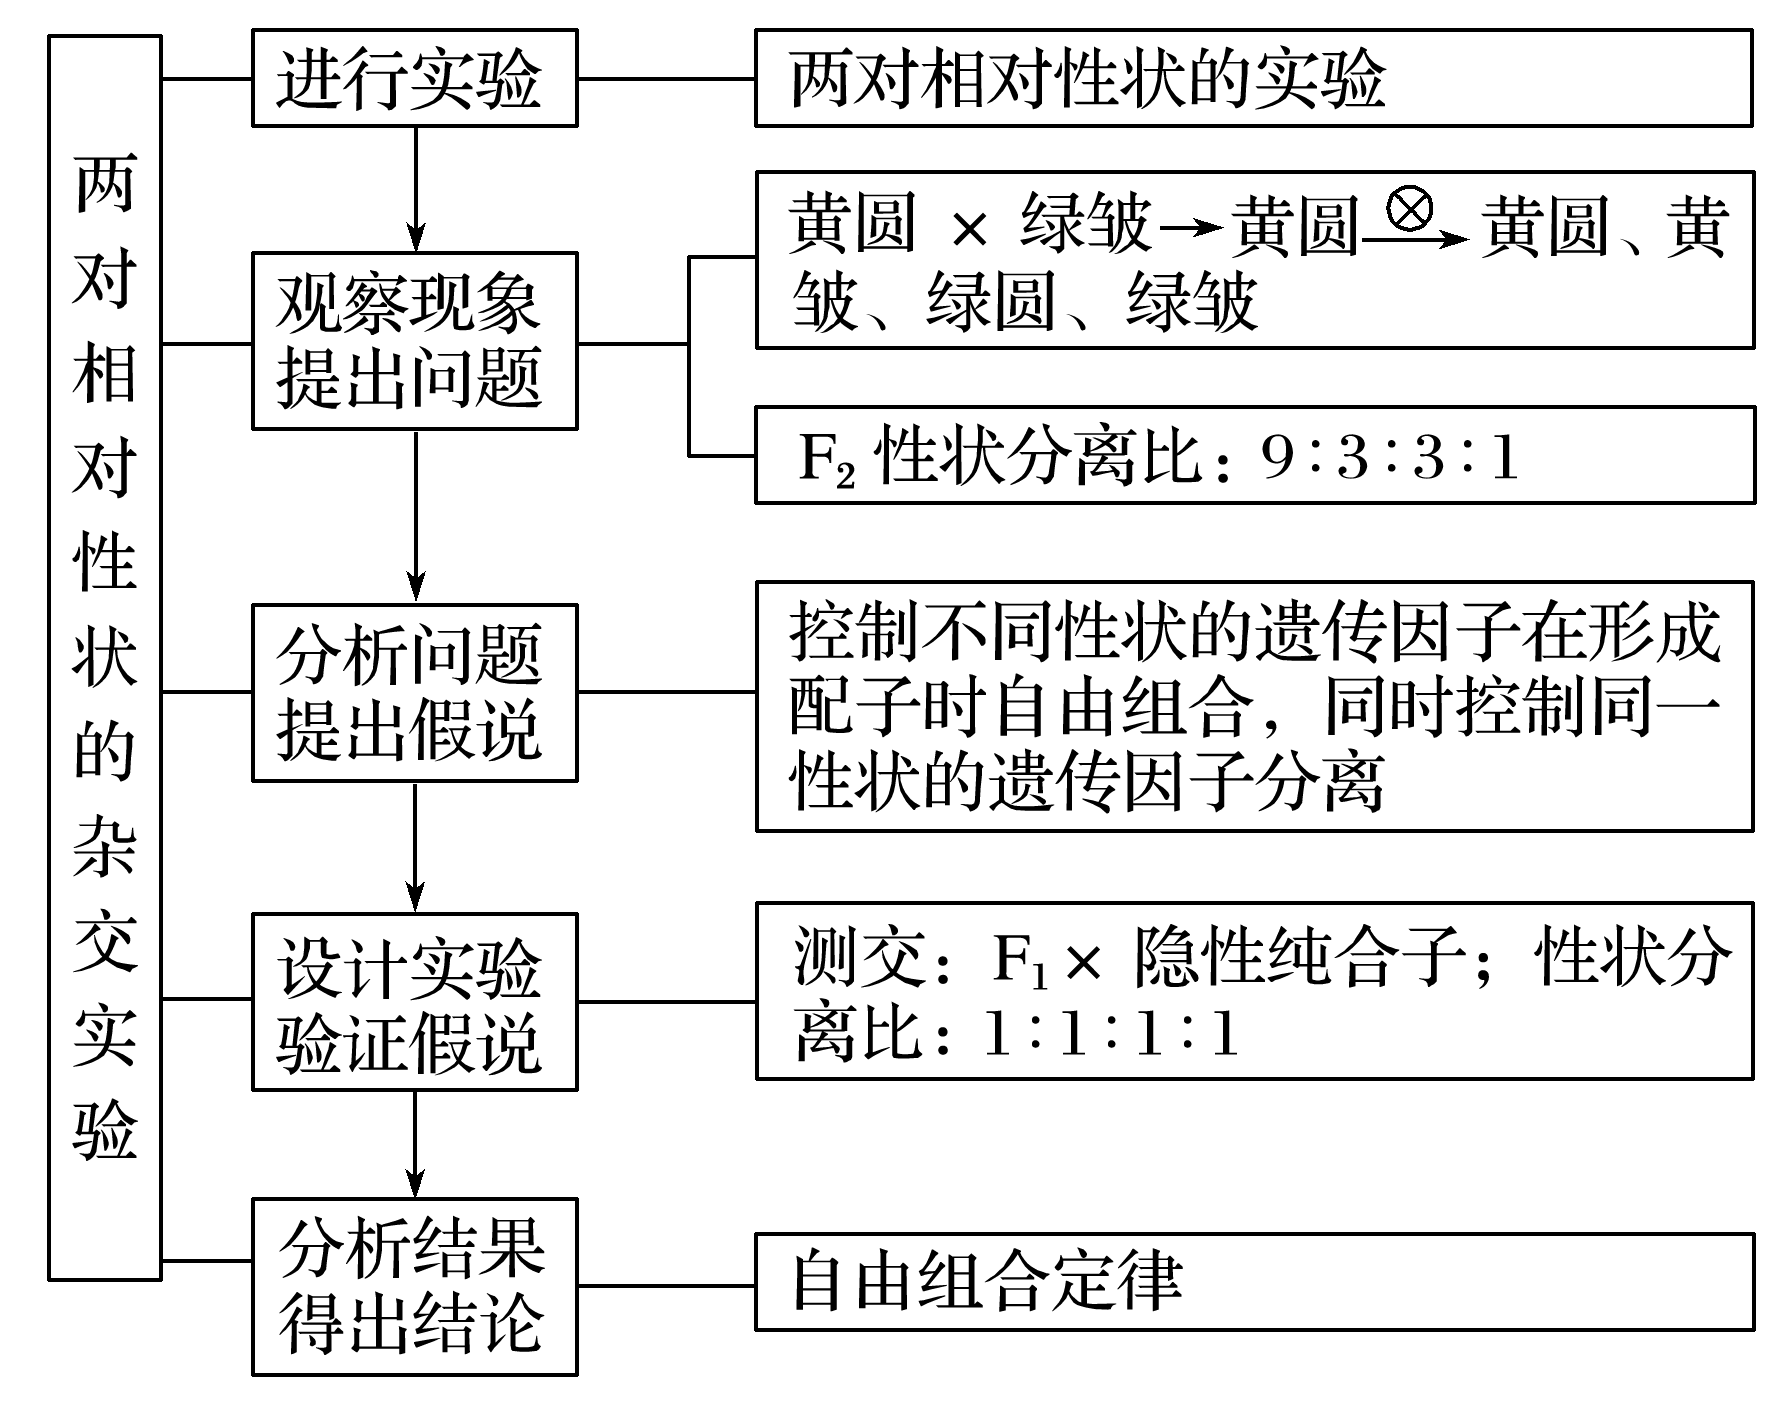 两对相对性状的杂交实验
进行实验
两对相对性状的实验
观察现象
提出问题
黄圆 × 绿皱→黄圆⊗→黄圆、黄
皱、绿圆、绿皱
F₂ 性状分离比：9∶3∶3∶1
分析问题
提出假说
控制不同性状的遗传因子在形成
配子时自由组合，同时控制同一
性状的遗传因子分离
设计实验
验证假说
测交：F₁× 隐性纯合子；性状分
离比：1∶1∶1∶1
分析结果
得出结论
自由组合定律